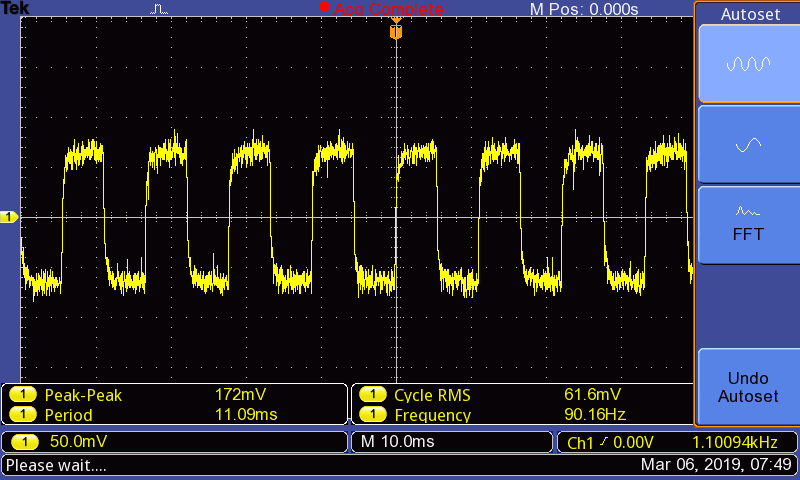 Tek Acq Complete M Pos: 0.000s
Autoset
T
1
FFT
1 Peak-Peak 172mV 1 Cycle RMS 61.6mV
1 Period 11.09ms 1 Frequency 90.16Hz
Undo
Autoset
1 50.0mV M 10.0ms Ch1 0.00V 1.10094kHz
Please wait.... Mar 06, 2019, 07:49